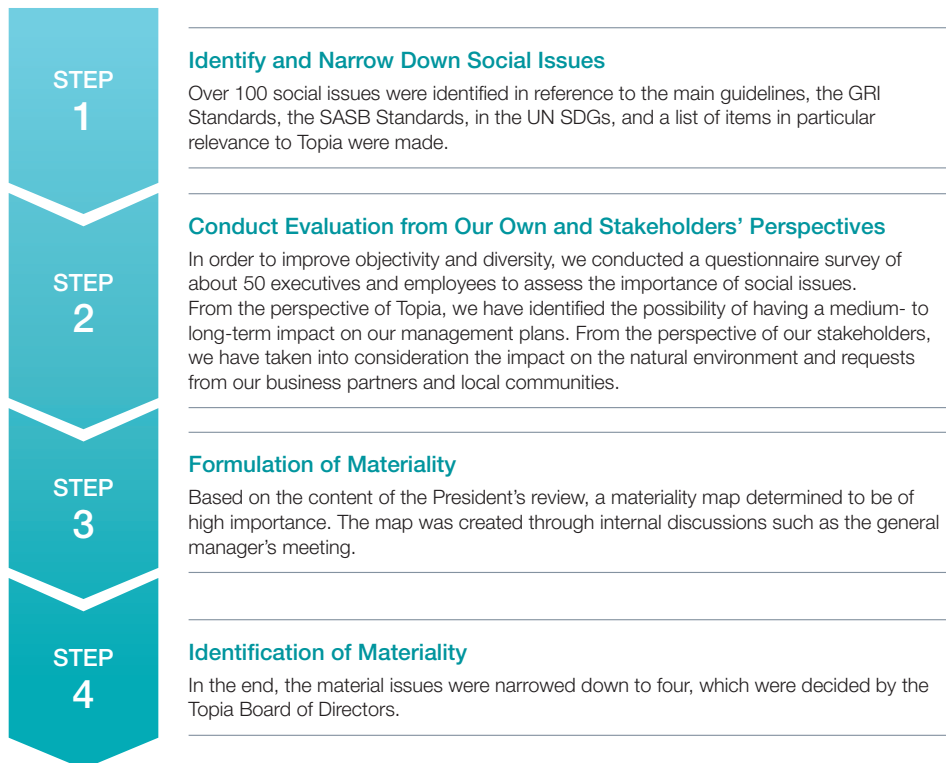 STEP
1
Identify and Narrow Down Social Issues
Over 100 social issues were identified in reference to the main guidelines, the GRI
Standards, the SASB Standards, in the UN SDGs, and a list of items in particular
relevance to Topia were made.
STEP
2
Conduct Evaluation from Our Own and Stakeholders' Perspectives
In order to improve objectivity and diversity, we conducted a questionnaire survey of
about 50 executives and employees to assess the importance of social issues.
From the perspective of Topia, we have identified the possibility of having a medium- to
long-term impact on our management plans. From the perspective of our stakeholders,
we have taken into consideration the impact on the natural environment and requests
from our business partners and local communities.
STEP
3
Formulation of Materiality
Based on the content of the President's review, a materiality map determined to be of
high importance. The map was created through internal discussions such as the general
manager's meeting.
STEP
4
Identification of Materiality
In the end, the material issues were narrowed down to four, which were decided by the
Topia Board of Directors.